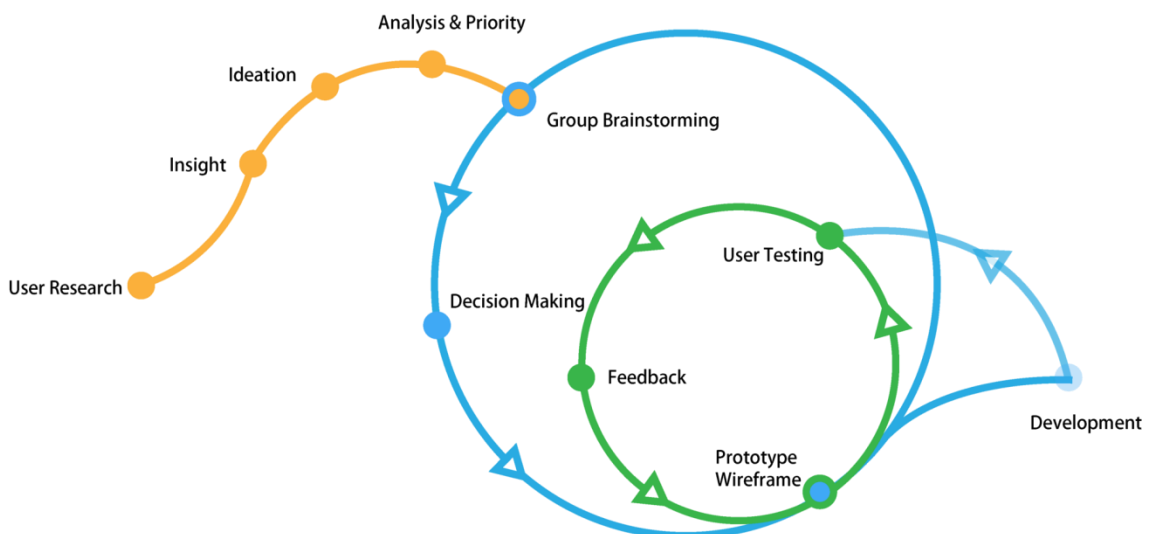 Analysis & Priority
Ideation
Group Brainstorming
Insight
User Testing
User Research
Decision Making
Feedback
Development
Prototype
Wireframe